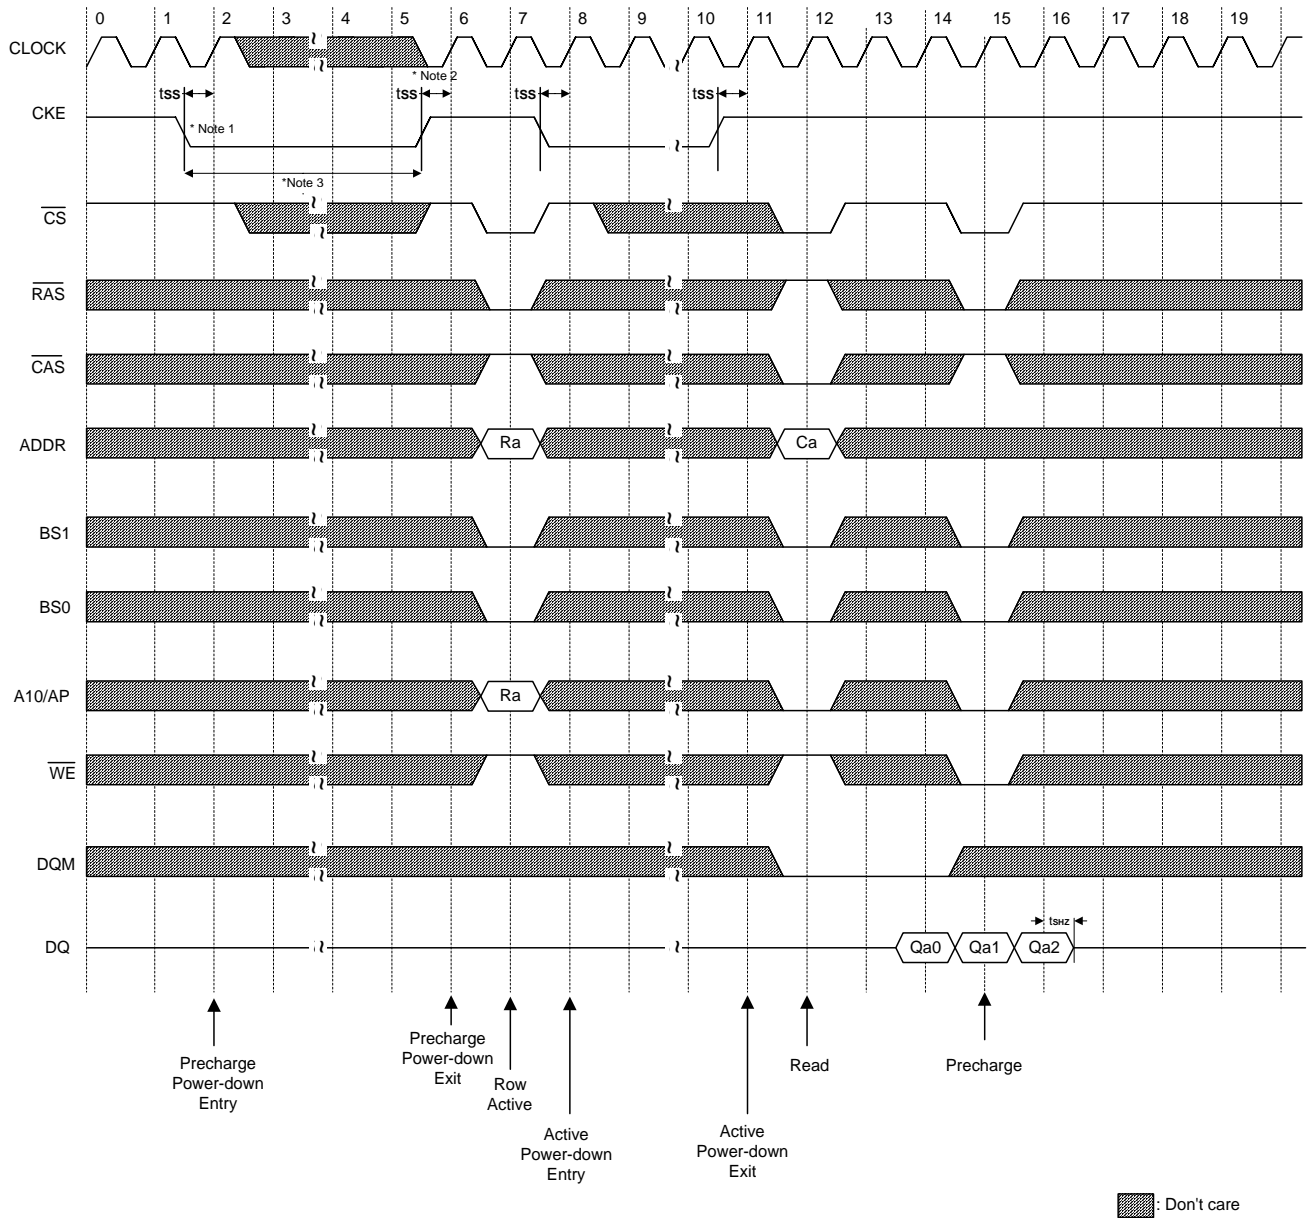 0 1 2 3 4 5 6 7 8 9 10 11 12 13 14 15 16 17 18 19
CLOCK
* Note 2
tss tss tss tss
CKE
* Note 1
*Note 3
CS
RAS
CAS
ADDR Ra Ca
BS1
BS0
A10/AP Ra
WE
DQM
tSHZ
DQ Qa0 Qa1 Qa2
Precharge
Power-down
Entry
Precharge
Power-down
Exit
Row
Active
Active
Power-down
Entry
Active
Power-down
Exit
Read
Precharge
: Don't care